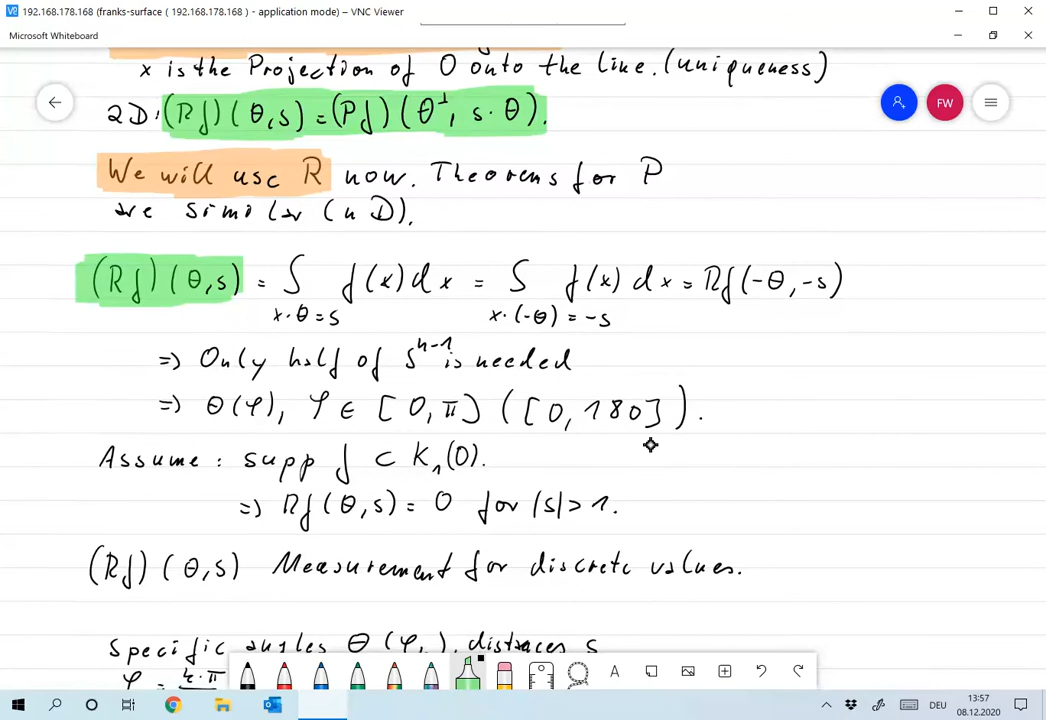 192.168.178.168 (franks-surface ( 192.168.178.168 ) - application mode) – VNC Viewer
Microsoft Whiteboard
x is the Projection of 0 onto the line. (uniqueness)
2D: (Rf)(θ,s) = (Pf)(θ^⊥, s·θ).
FW
We will use R now. Theorems for P
are similar (n D).
(Rf)(θ,s) = ∫ f(x) dx = ∫ f(x) dx = Rf(-θ,-s)
x·θ=s x·(-θ)=-s
=> Only half of S^{n-1} is needed
=> θ(φ), φ ∈ [0,π] ([0,180]).
Assume: supp f ⊂ K_1(0).
=> Rf(θ,s) = 0 for |s|>1.
(Rf)(θ,s) Measurement for discrete values.
Specific angles θ(φ_k), distances s
φ = k·π
A
13:57
DEU
08.12.2020